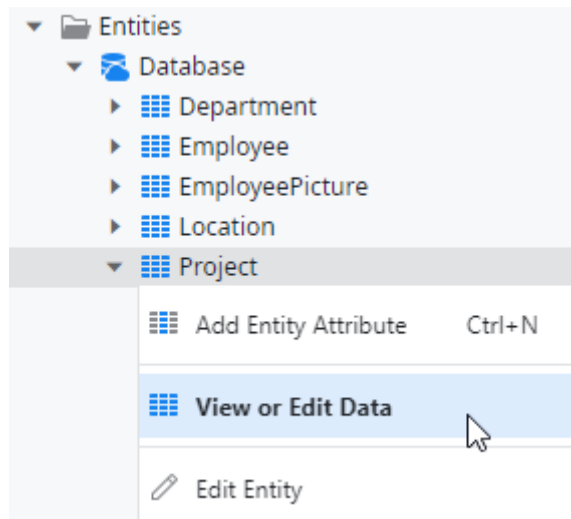 Entities
Database
Department
Employee
EmployeePicture
Location
Project
Add Entity Attribute Ctrl+N
View or Edit Data
Edit Entity